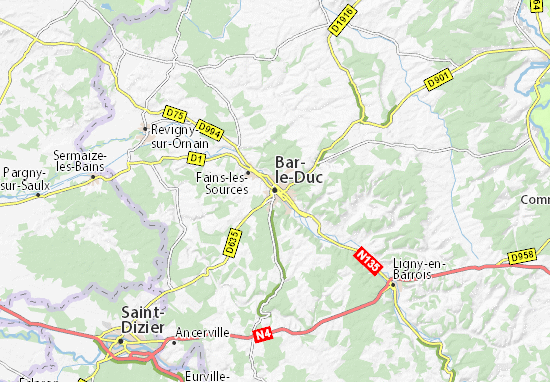 D1916
64
D901
D75
D994
Revigny-
sur-Ornain
D1
Sermaize-
les-Bains
Pargny-
sur-Saulx
Fains-les-
Sources
Bar-
le-Duc
Comm
D635
N135
D958
Ligny-en-
Barrois
Saint-
Dizier
Ancerville
N4
Eurville-